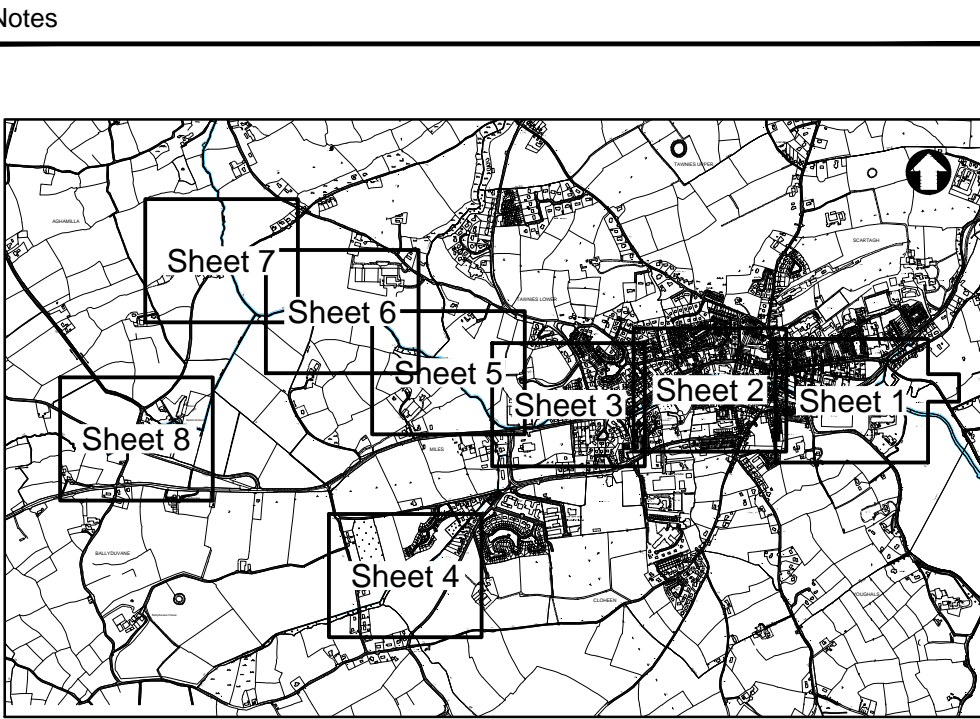 Notes
TAWNIES UPPER
AGHAMILLA
SCARTAGH
Sheet 7
TAWNIES LOWER
Sheet 6
Sheet 5
Sheet 2
Sheet 3
Sheet 1
Sheet 8
MILES
BALLYDUVANE
Sheet 4
YOUGHALS
CLOHEEN